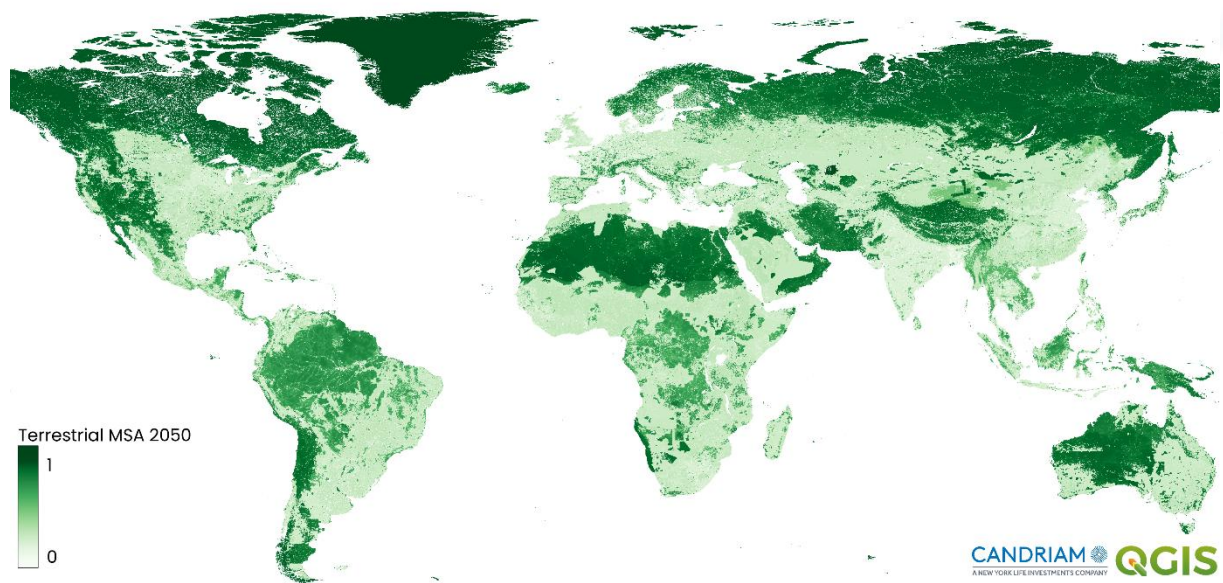 Terrestrial MSA 2050
1
0
CANDRIAM
A NEW YORK LIFE INVESTMENTS COMPANY
QGIS